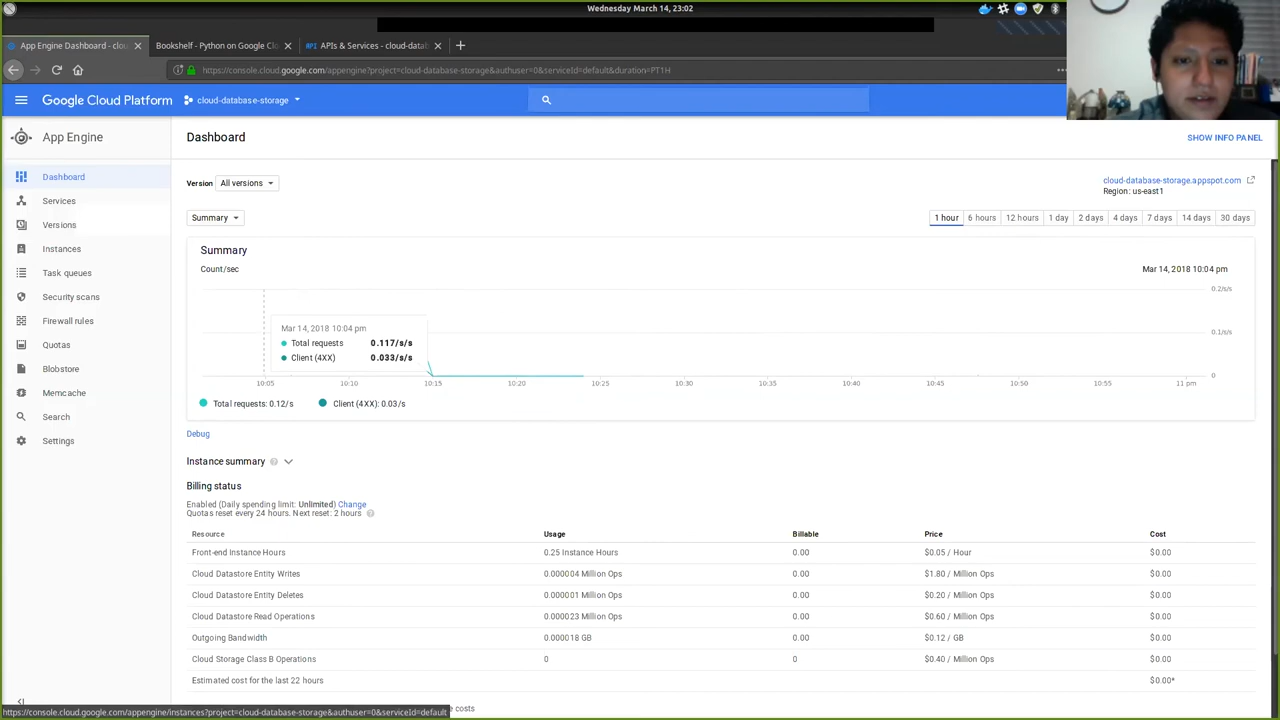 Wednesday March 14, 23:02
App Engine Dashboard - clou
Bookshelf - Python on Google Clo
RPI APIs & Services - cloud-datab
https://console.cloud.google.com/appengine?project=cloud-database-storage&authuser=0&serviceId=default&duration=PT1H
Google Cloud Platform
cloud-database-storage
App Engine
Dashboard
SHOW INFO PANEL
Dashboard
Services
Versions
Instances
Task queues
Security scans
Firewall rules
Quotas
Blobstore
Memcache
Search
Settings
Version All versions
cloud-database-storage.appspot.com
Region: us-east1
Summary
1 hour 6 hours 12 hours 1 day 2 days 4 days 7 days 14 days 30 days
Summary
Count/sec
Mar 14, 2018 10:04 pm
0.2/s/s
0.1/s/s
0
Mar 14, 2018 10:04 pm
Total requests 0.117/s/s
Client (4XX) 0.033/s/s
10:05 10:10 10:15 10:20 10:25 10:30 10:35 10:40 10:45 10:50 10:55 11 pm
Total requests: 0.12/s Client (4XX): 0.03/s
Debug
Instance summary
Billing status
Enabled (Daily spending limit: Unlimited) Change
Quotas reset every 24 hours. Next reset: 2 hours
Resource Usage Billable Price Cost
Front-end Instance Hours 0.25 Instance Hours 0.00 $0.05 / Hour $0.00
Cloud Datastore Entity Writes 0.000004 Million Ops 0.00 $1.80 / Million Ops $0.00
Cloud Datastore Entity Deletes 0.000001 Million Ops 0.00 $0.20 / Million Ops $0.00
Cloud Datastore Read Operations 0.000023 Million Ops 0.00 $0.60 / Million Ops $0.00
Outgoing Bandwidth 0.000018 GB 0.00 $0.12 / GB $0.00
Cloud Storage Class B Operations 0 0 $0.40 / Million Ops $0.00
Estimated cost for the last 22 hours $0.00*
e costs
https://console.cloud.google.com/appengine/instances?project=cloud-database-storage&authuser=0&serviceId=default